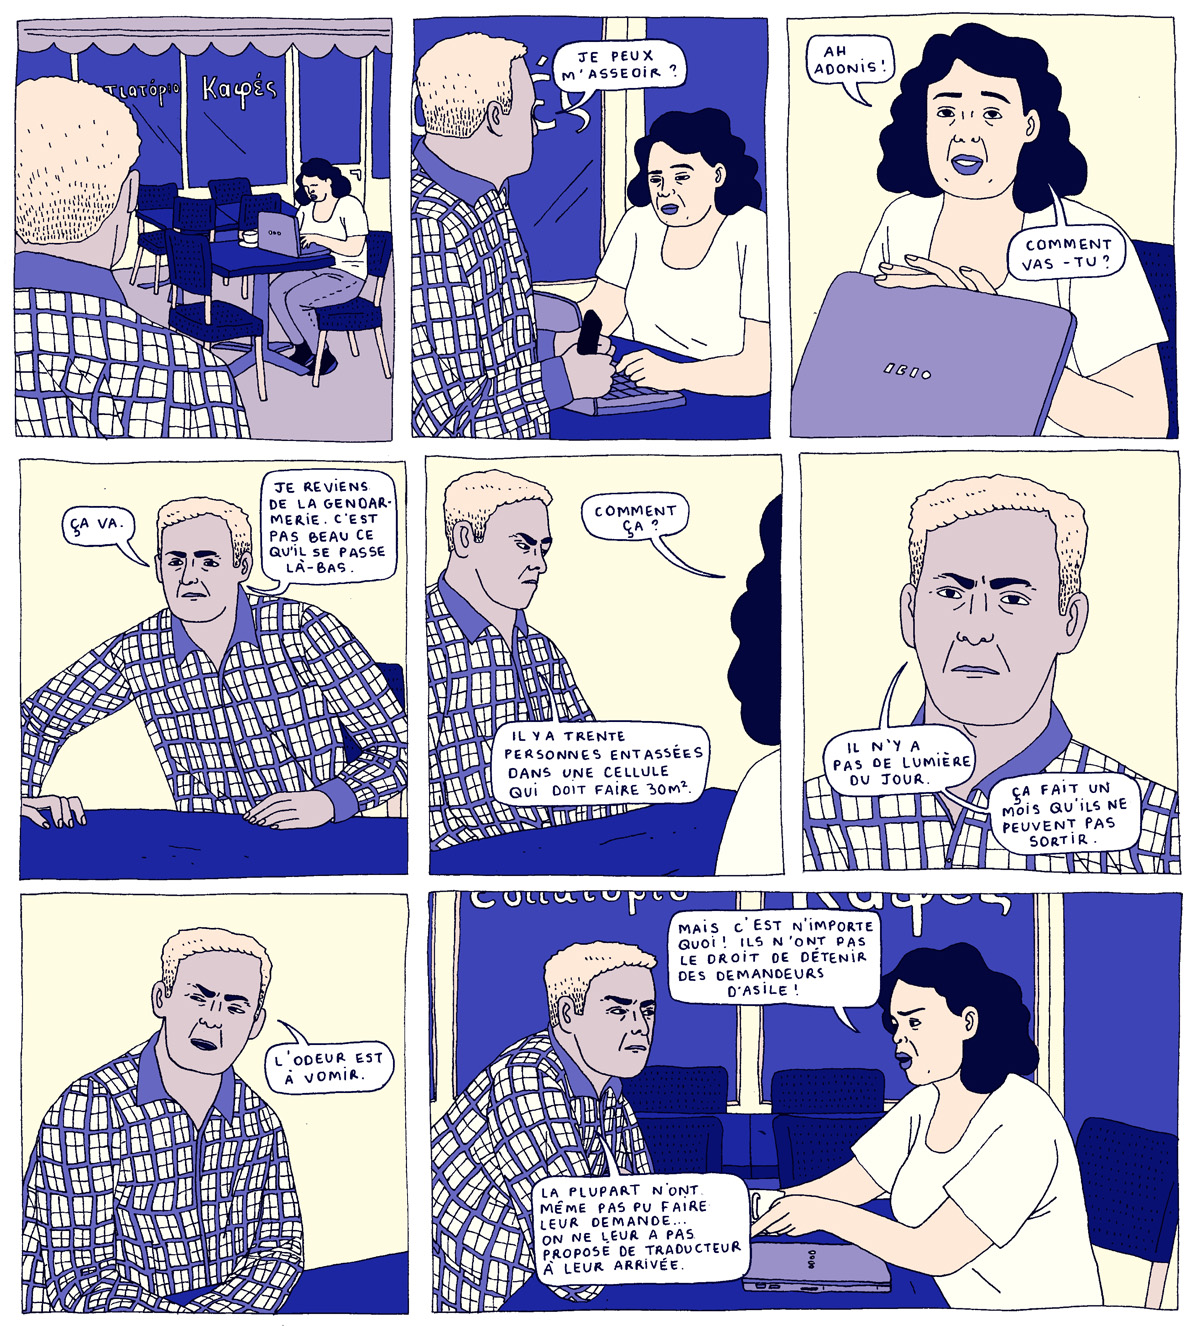 τιατόριο
Καφές
JE PEUX
M'ASSEOIR ?
AH
ADONIS !
COMMENT
VAS-TU ?
ÇA VA.
JE REVIENS
DE LA GENDAR-
MERIE. C'EST
PAS BEAU CE
QU'IL SE PASSE
LÀ-BAS.
COMMENT
ÇA ?
IL Y A TRENTE
PERSONNES ENTASSÉES
DANS UNE CELLULE
QUI DOIT FAIRE 30M².
IL N'Y A
PAS DE LUMIÈRE
DU JOUR.
ÇA FAIT UN
MOIS QU'ILS NE
PEUVENT PAS
SORTIR.
L'ODEUR EST
À VOMIR.
Εστιατόριο
Καφές
MAIS C'EST N'IMPORTE
QUOI ! ILS N'ONT PAS
LE DROIT DE DÉTENIR
DES DEMANDEURS
D'ASILE !
LA PLUPART N'ONT
MÊME PAS PU FAIRE
LEUR DEMANDE...
ON NE LEUR A PAS
PROPOSÉ DE TRADUCTEUR
À LEUR ARRIVÉE.